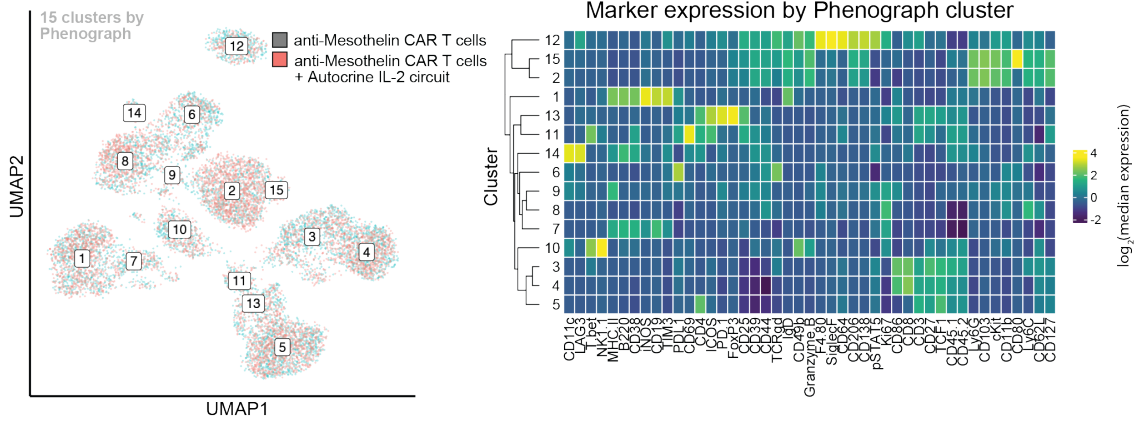 15 clusters by
Phenograph
anti-Mesothelin CAR T cells
anti-Mesothelin CAR T cells
+ Autocrine IL-2 circuit
12
14
6
8
9
2
15
10
3
1
7
4
11
13
5
UMAP2
UMAP1
Marker expression by Phenograph cluster
Cluster
12
15
2
1
13
11
14
6
9
8
7
10
3
4
5
CD11c
LAG3
T.bet
NK1.1
MHC.II
B220
CD38
iNOS
CD19
TIM3
PD.L1
CD69
CD4
ICOS
PD.1
FoxP3
CD25
CD39
CD44
TCRgd
IgD
CD49b
Granzyme.B
F4.80
SiglecF
CD64
CD206
CD138
pSTAT5
Ki67
CD86
CD8
CD3
CD27
TCF1
CD45.1
CD45.2
Ly6G
CD103
cKit
CD11b
CD80
Ly6C
CD62L
CD127
4
2
0
-2
log2(median expression)